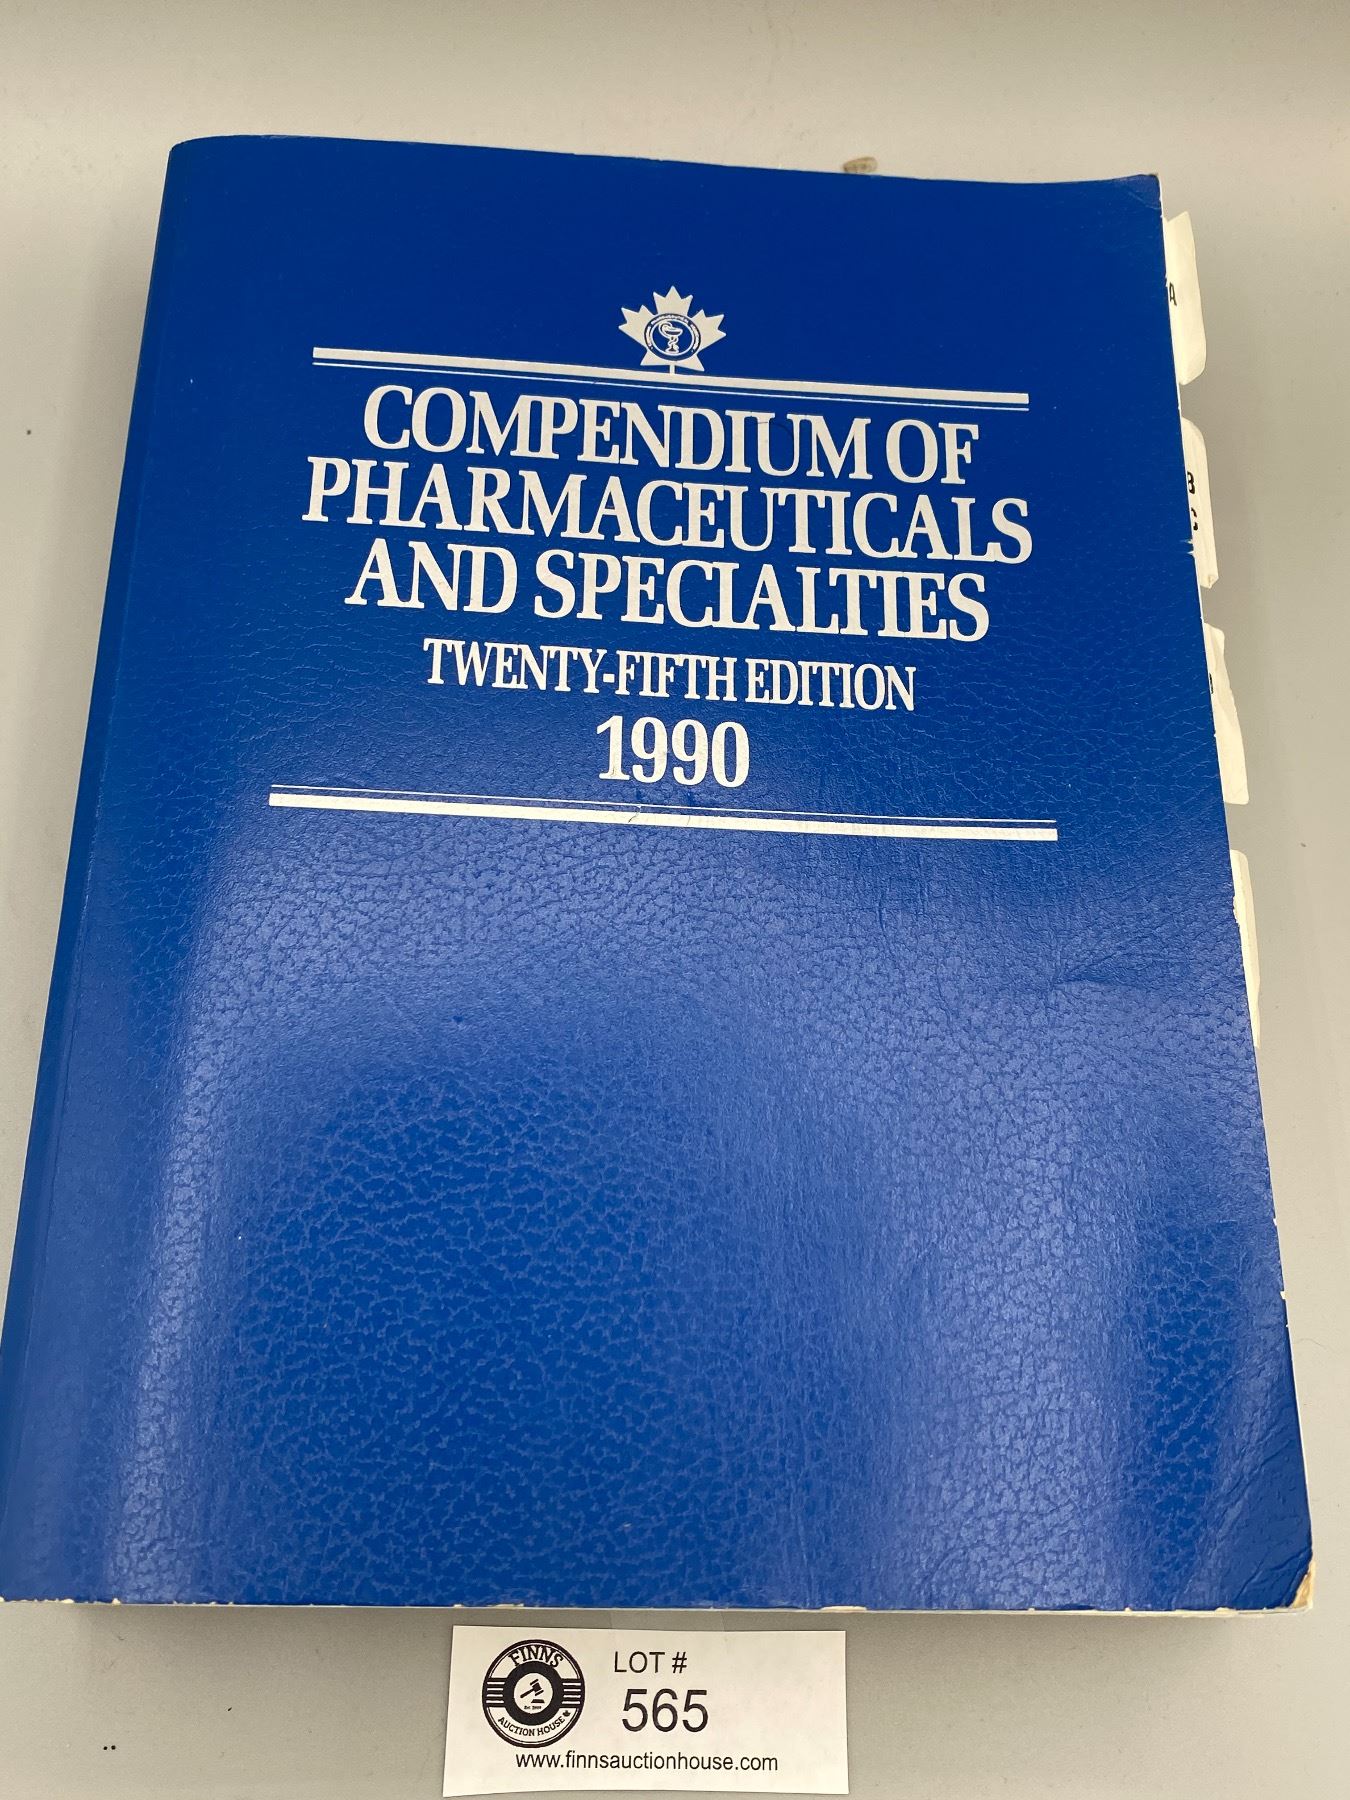 COMPENDIUM OF
PHARMACEUTICALS
AND SPECIALTIES
TWENTY-FIFTH EDITION
1990
A
B
FINNS
AUCTION HOUSE
LOT #
565
www.finnsauctionhouse.com